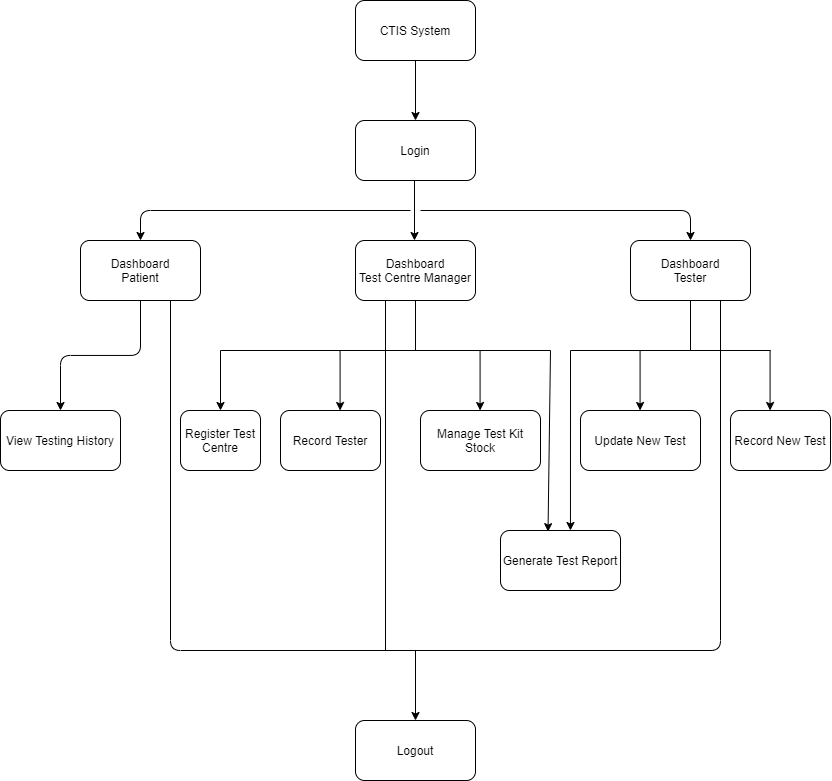 CTIS System
Login
Dashboard
Patient
Dashboard
Test Centre Manager
Dashboard
Tester
View Testing History
Register Test
Centre
Record Tester
Manage Test Kit
Stock
Update New Test
Record New Test
Generate Test Report
Logout